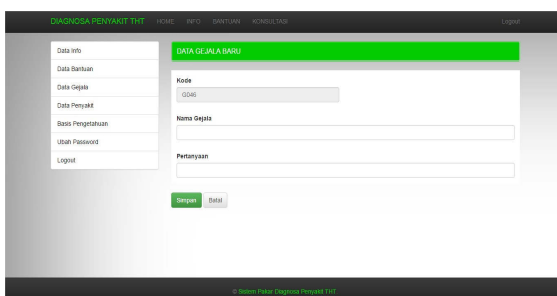 DIAGNOSA PENYAKIT THT HOME INFO BANTUAN KONSULTASI Logout
Data Info
Data Bantuan
Data Gejala
Data Penyakit
Basis Pengetahuan
Ubah Password
Logout
DATA GEJALA BARU
Kode
G046
Nama Gejala
Pertanyaan
Simpan Batal
© Sistem Pakar Diagnosa Penyakit THT